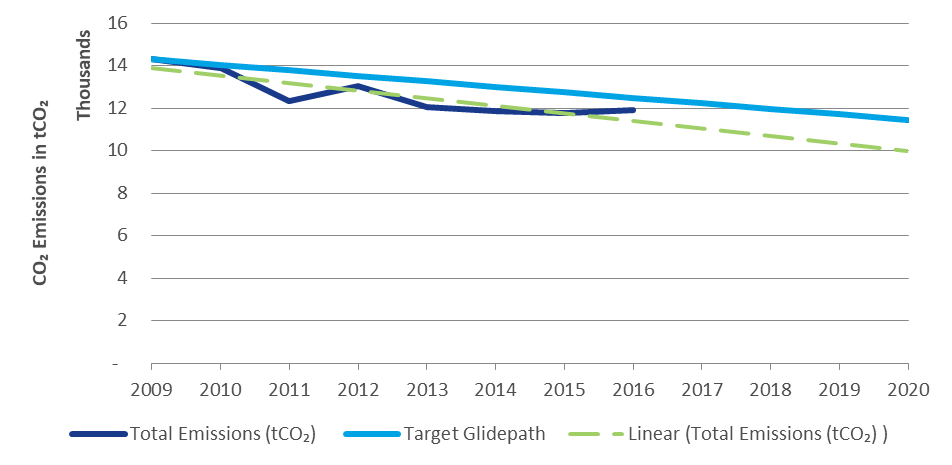 CO₂ Emissions in tCO₂
Thousands
16
14
12
10
8
6
4
2
-
2009 2010 2011 2012 2013 2014 2015 2016 2017 2018 2019 2020
Total Emissions (tCO₂) Target Glidepath Linear (Total Emissions (tCO₂) )